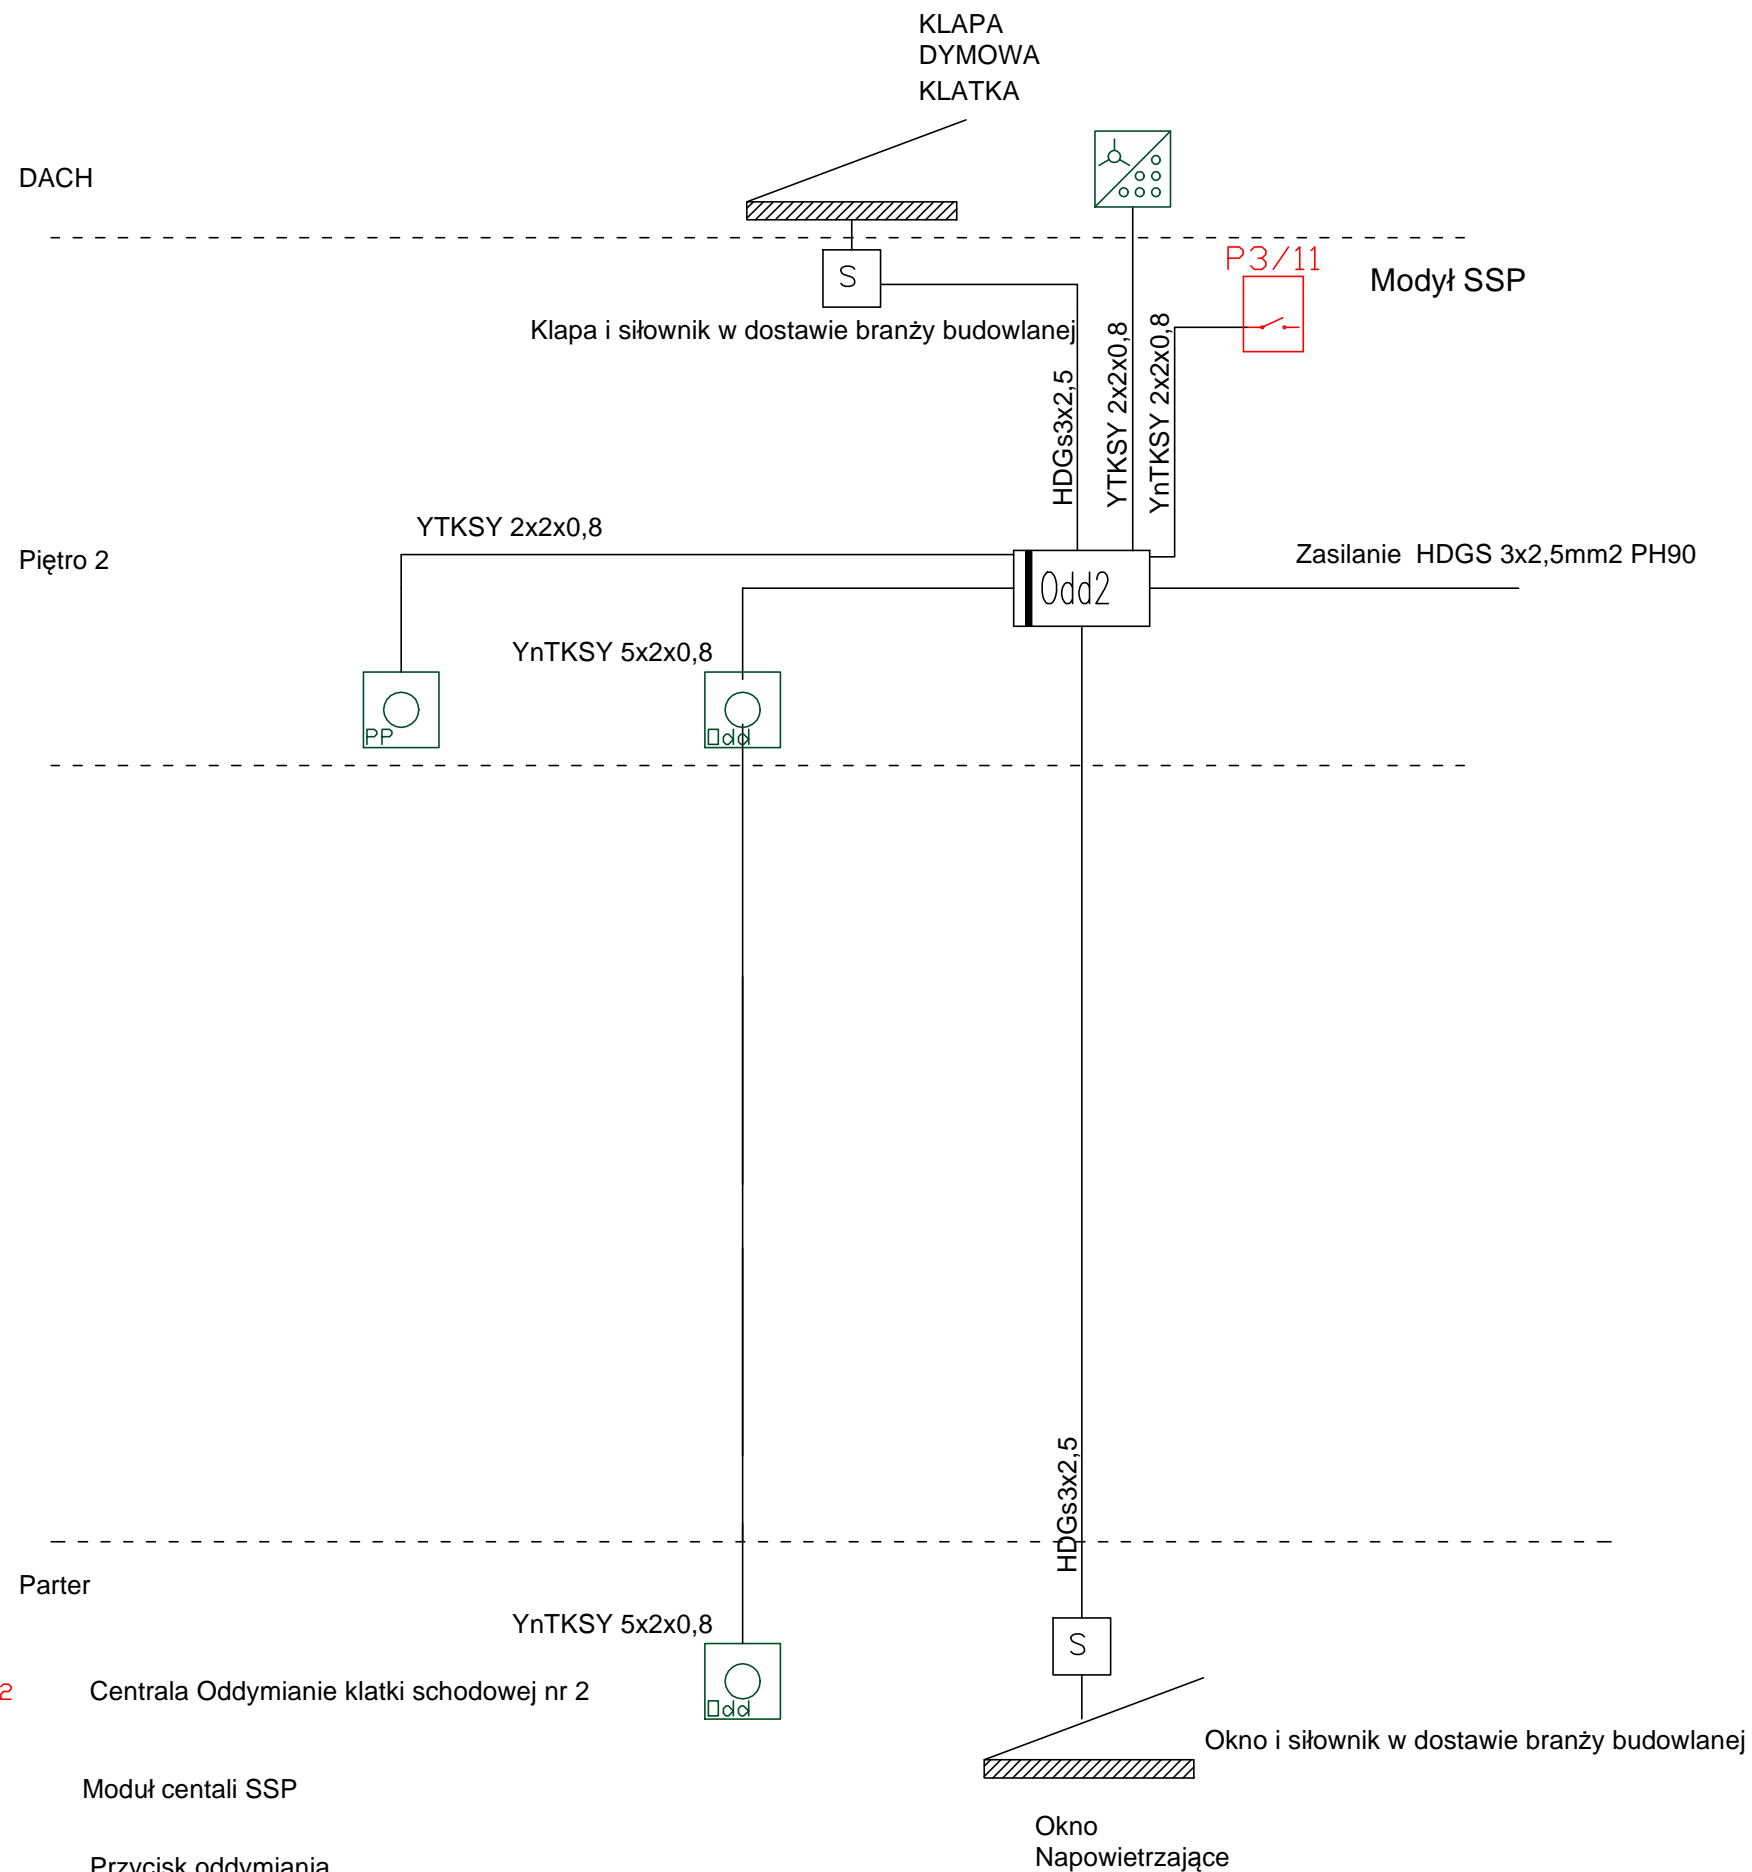 KLAPA
DYMOWA
KLATKA
DACH
P3/11
Modył SSP
S
Klapa i siłownik w dostawie branży budowlanej
HDGs3x2,5
YTKSY 2x2x0,8
YnTKSY 2x2x0,8
YTKSY 2x2x0,8
Piętro 2
Zasilanie HDGS 3x2,5mm2 PH90
Odd2
YnTKSY 5x2x0,8
PP
Odd
HDGs3x2,5
Parter
YnTKSY 5x2x0,8
S
2
Centrala Oddymianie klatki schodowej nr 2
Odd
Okno i siłownik w dostawie branży budowlanej
Moduł centali SSP
Okno
Napowietrzające
Przycisk oddymiania